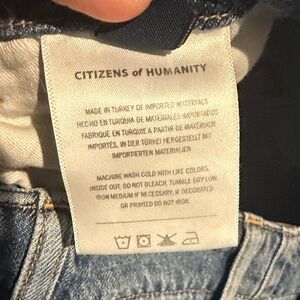 CITIZENS of HUMANITY
MADE IN TURKEY OF IMPORTED MATERIALS
HECHO EN TURQUIA DE MATERIALES IMPORTADOS
FABRIQUÉ EN TURQUIE A PARTIR DE MATÉRIAUX
IMPORTÉS, IN DER TÜRKEI HERGESTELLT MIT
IMPORTIERTEN MATERIALIEN
MACHINE WASH COLD WITH LIKE COLORS.
INSIDE OUT, DO NOT BLEACH, TUMBLE DRY LOW,
IRON MEDIUM IF NECESSARY, IF DECORATED
OR PRINTED DO NOT IRON.